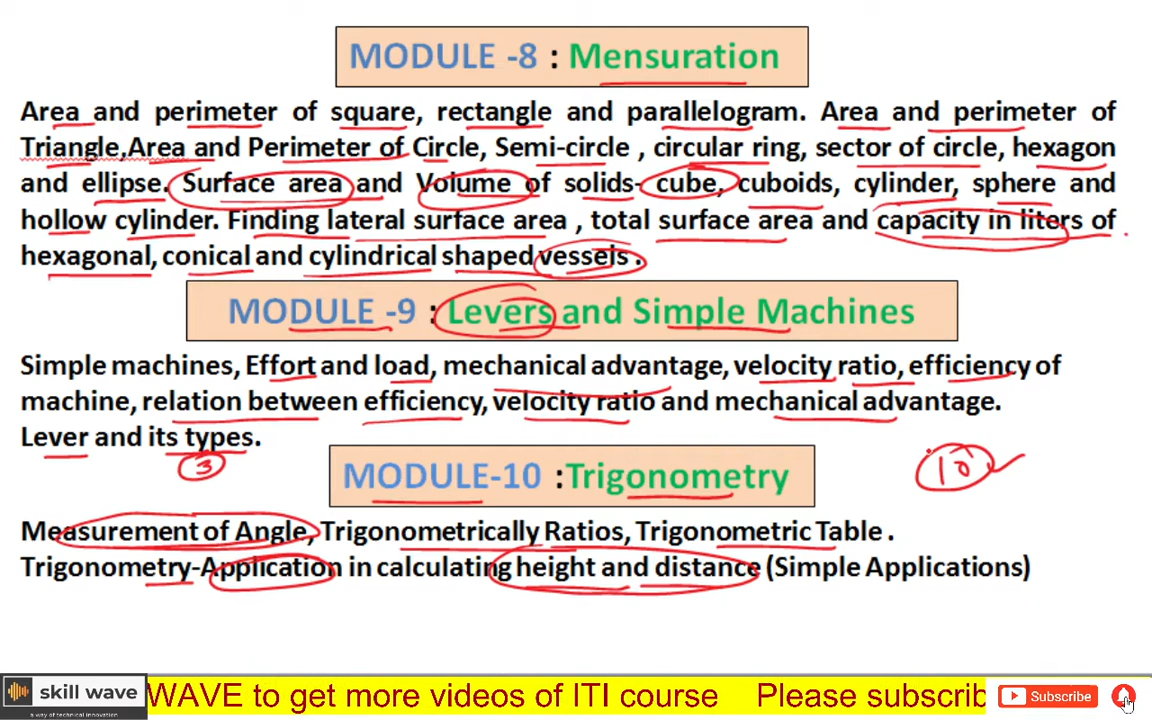 MODULE -8 : Mensuration
Area and perimeter of square, rectangle and parallelogram. Area and perimeter of
Triangle,Area and Perimeter of Circle, Semi-circle , circular ring, sector of circle, hexagon
and ellipse. Surface area and Volume of solids- cube, cuboids, cylinder, sphere and
hollow cylinder. Finding lateral surface area , total surface area and capacity in liters of
hexagonal, conical and cylindrical shaped vessels .
MODULE -9 : Levers and Simple Machines
Simple machines, Effort and load, mechanical advantage, velocity ratio, efficiency of
machine, relation between efficiency, velocity ratio and mechanical advantage.
Lever and its types.
3
10
MODULE-10 :Trigonometry
Measurement of Angle, Trigonometrically Ratios, Trigonometric Table .
Trigonometry-Application in calculating height and distance (Simple Applications)
skill wave
a way of technical innovation
WAVE to get more videos of ITI course Please subscrib
Subscribe